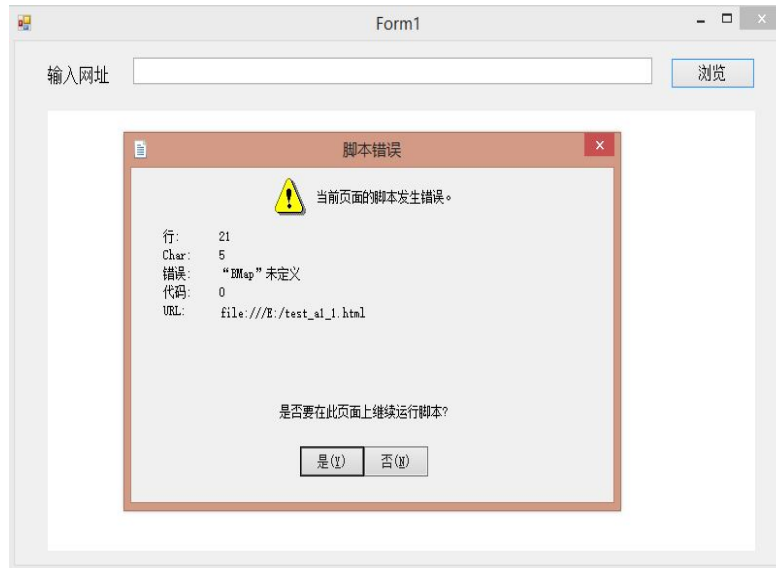 Form1
输入网址
浏览
脚本错误
当前页面的脚本发生错误。
行: 21
Char: 5
错误: “BMap”未定义
代码: 0
URL: file:///E:/test_a1_1.html
是否要在此页面上继续运行脚本?
是(Y) 否(N)